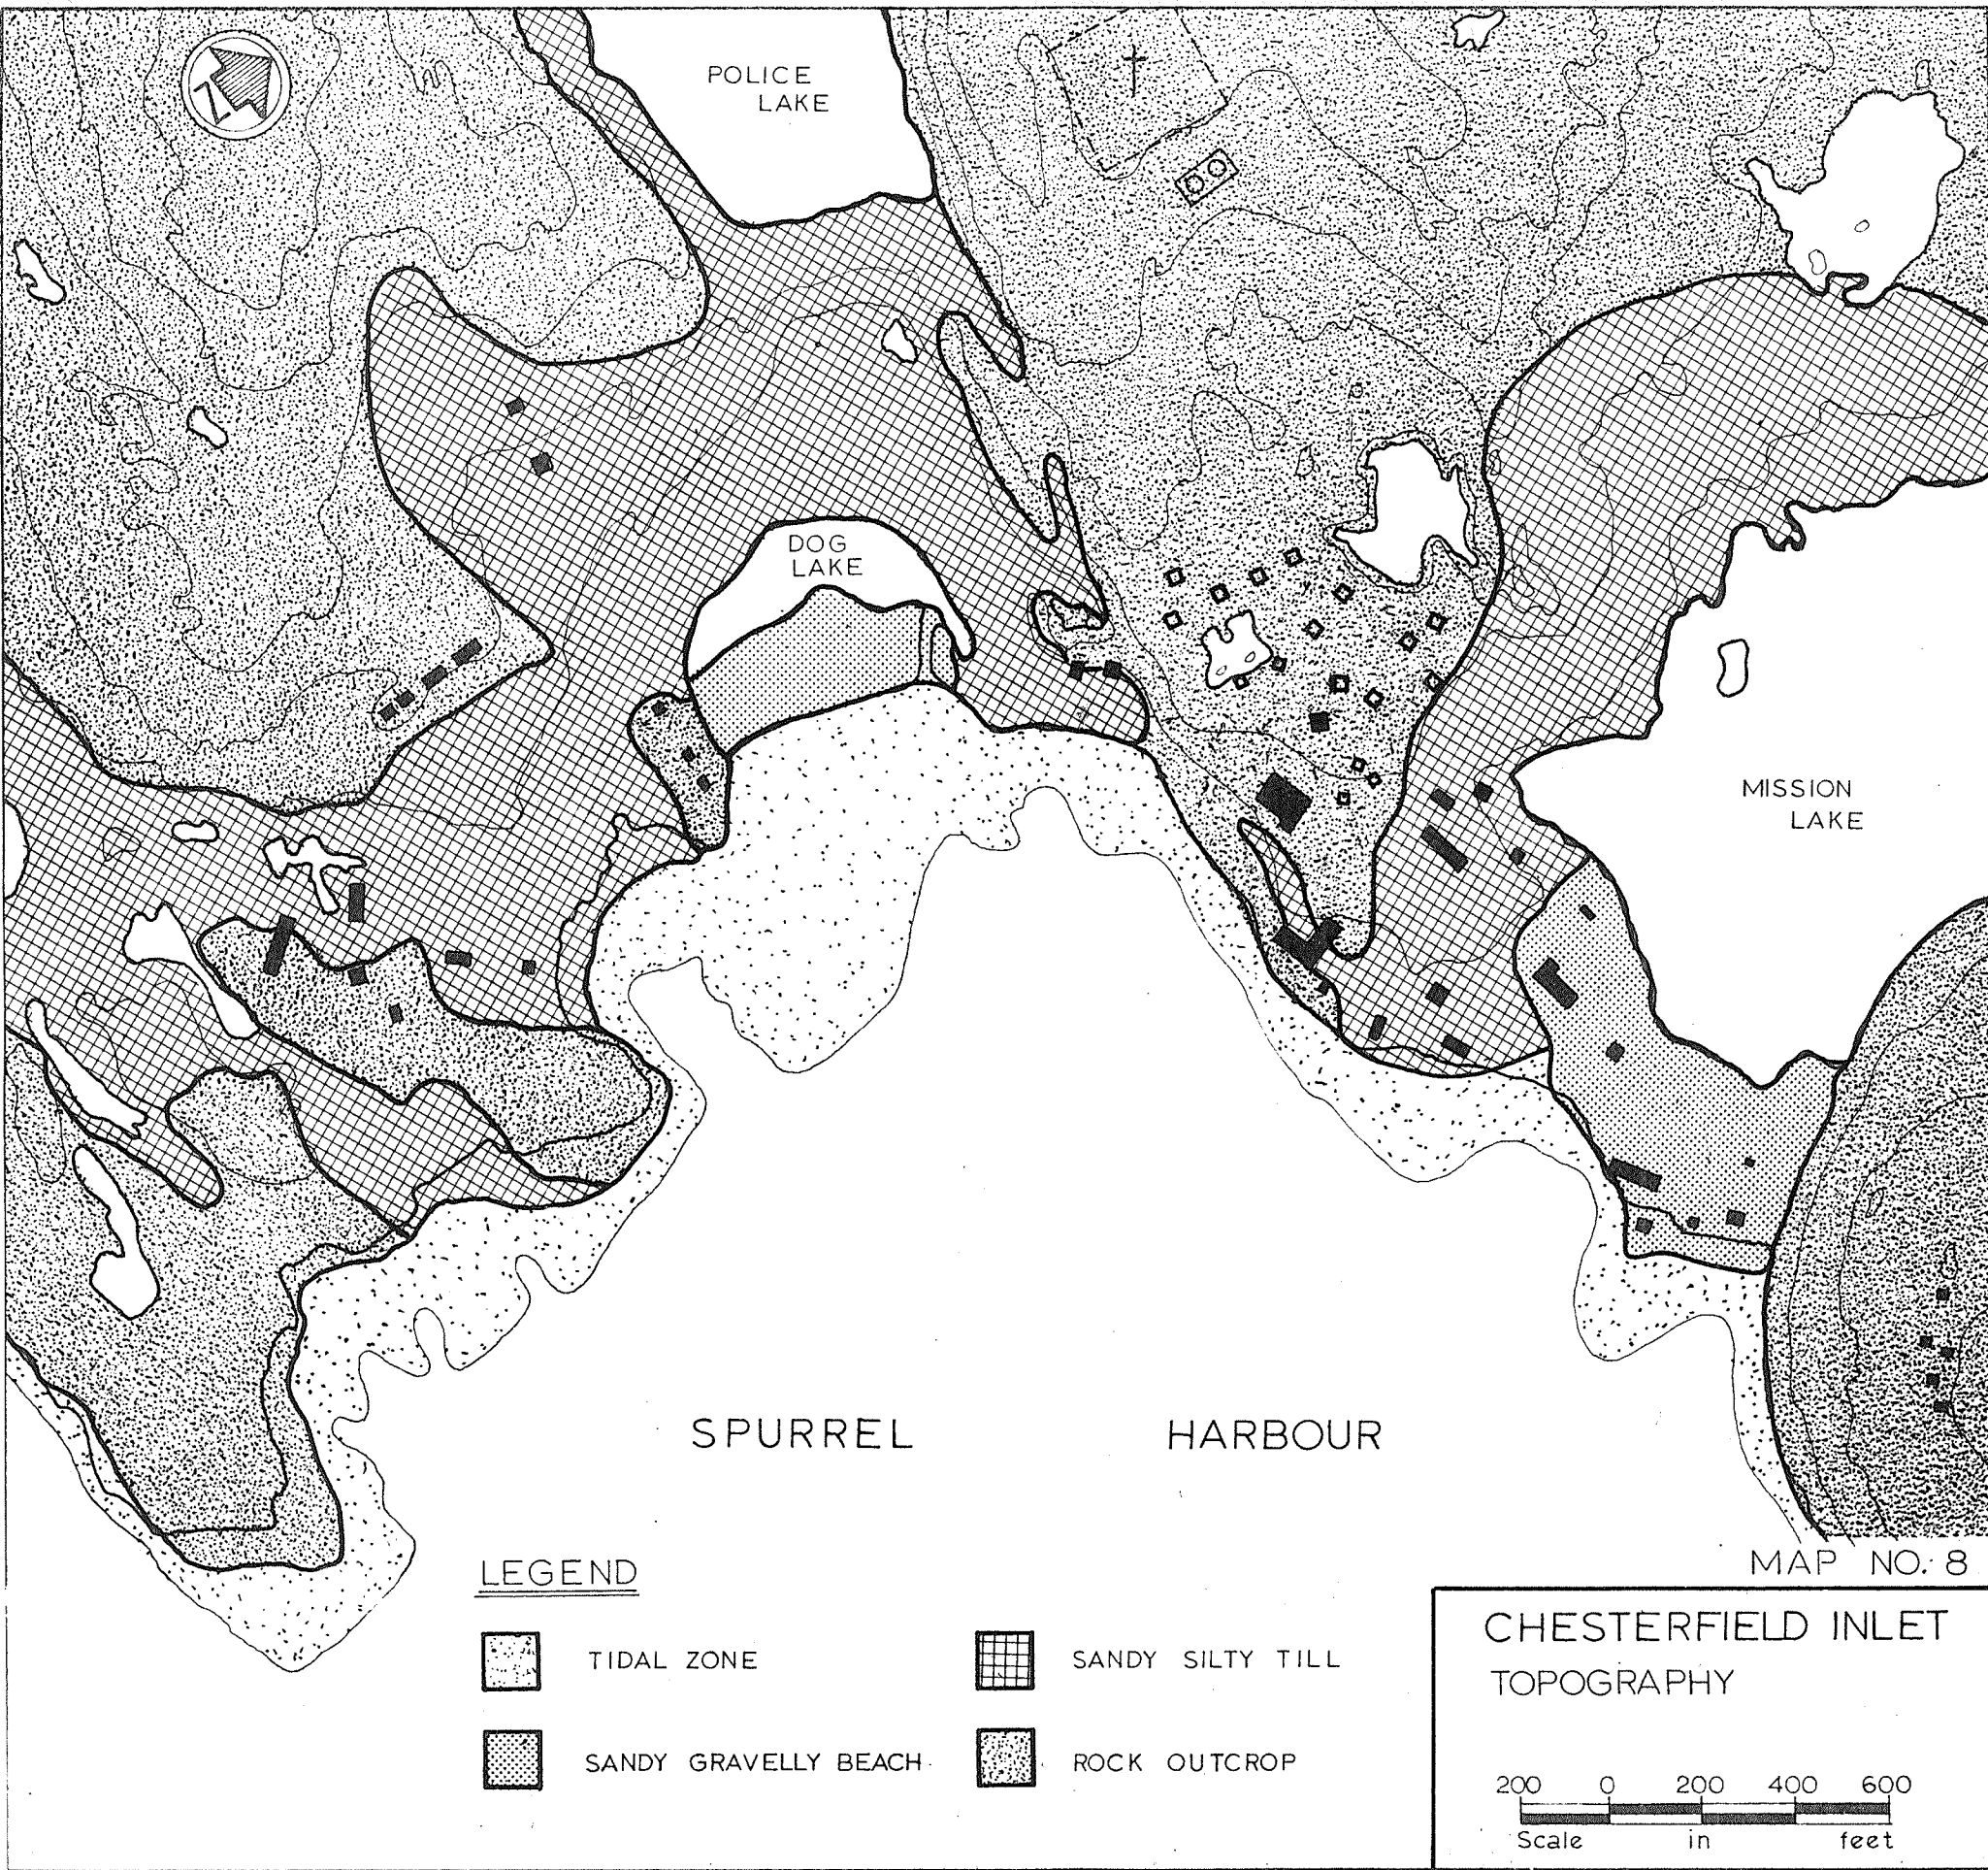 N
POLICE
LAKE
DOG
LAKE
MISSION
LAKE
SPURREL HARBOUR
MAP NO. 8
LEGEND
TIDAL ZONE
SANDY SILTY TILL
SANDY GRAVELLY BEACH
ROCK OUTCROP
CHESTERFIELD INLET
TOPOGRAPHY
200 0 200 400 600
Scale in feet